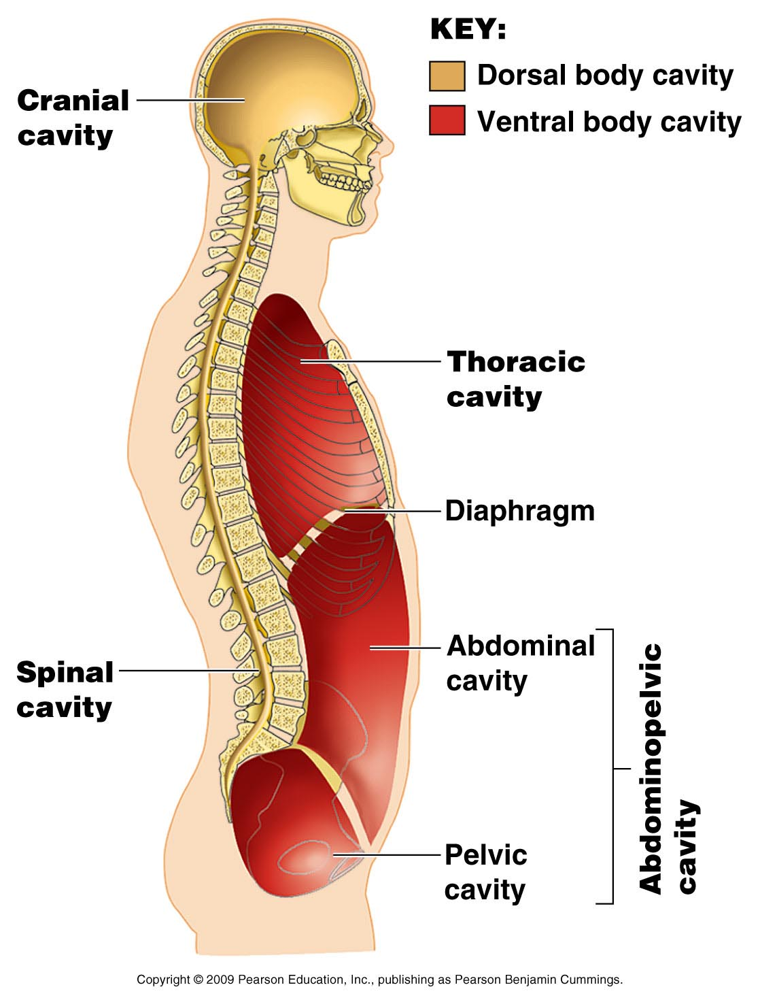 KEY:
Dorsal body cavity
Ventral body cavity
Cranial
cavity
Thoracic
cavity
Diaphragm
Abdominal
cavity
Spinal
cavity
Abdominopelvic
cavity
Pelvic
cavity
Copyright © 2009 Pearson Education, Inc., publishing as Pearson Benjamin Cummings.